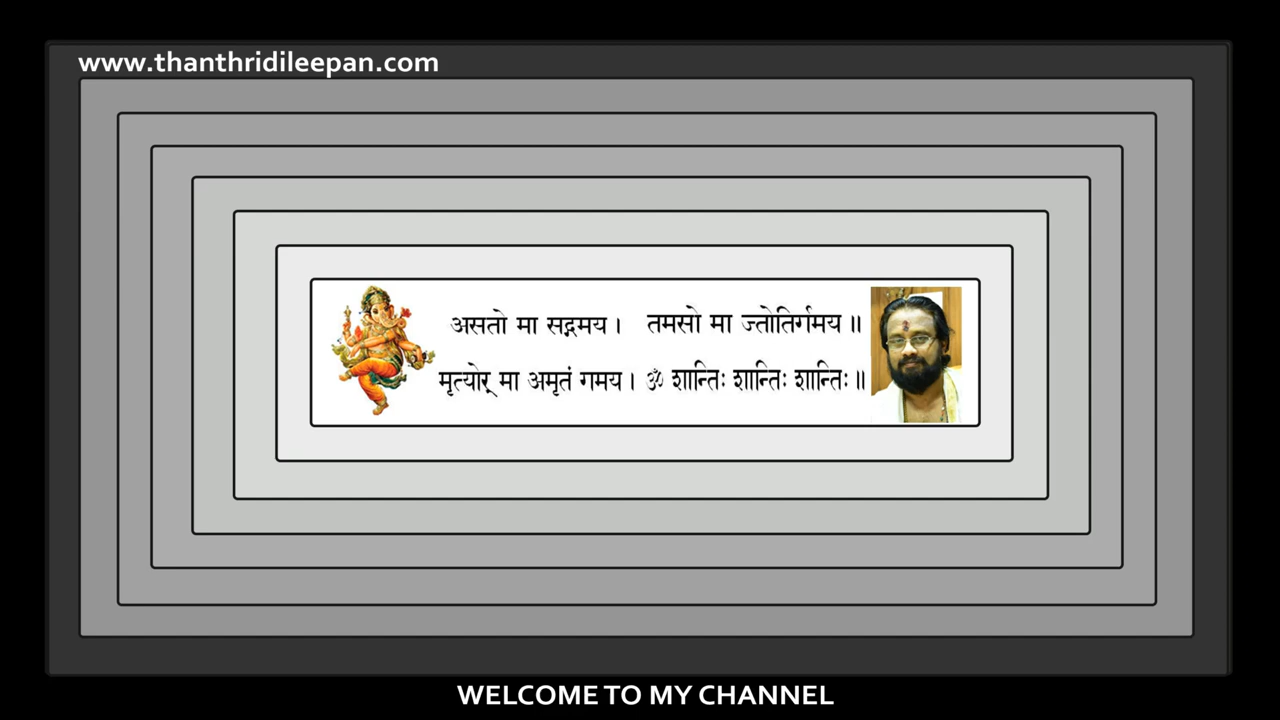 www.thanthridileepan.com
असतो मा सद्गमय। तमसो मा ज्तोतिर्गमय॥
मृत्योर् मा अमृतं गमय। ॐ शान्तिः शान्तिः शान्तिः॥
WELCOME TO MY CHANNEL